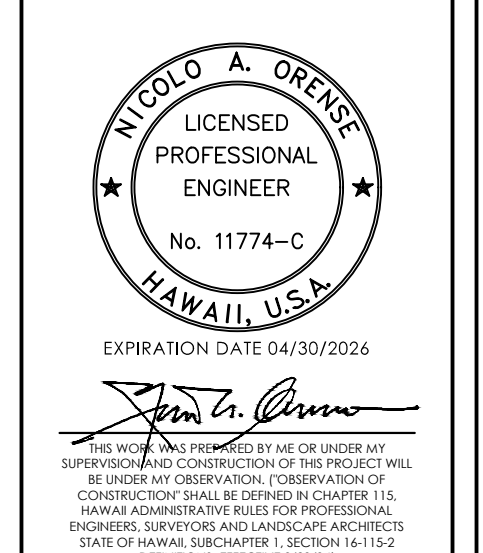 NICOLO A. ORENSE
LICENSED
PROFESSIONAL
ENGINEER
No. 11774-C
HAWAII, U.S.A.
EXPIRATION DATE 04/30/2026
THIS WORK WAS PREPARED BY ME OR UNDER MY
SUPERVISION AND CONSTRUCTION OF THIS PROJECT WILL
BE UNDER MY OBSERVATION. ("OBSERVATION OF
CONSTRUCTION" SHALL BE DEFINED IN CHAPTER 115,
HAWAII ADMINISTRATIVE RULES FOR PROFESSIONAL
ENGINEERS, SURVEYORS AND LANDSCAPE ARCHITECTS
STATE OF HAWAII, SUBCHAPTER 1, SECTION 16-115-2